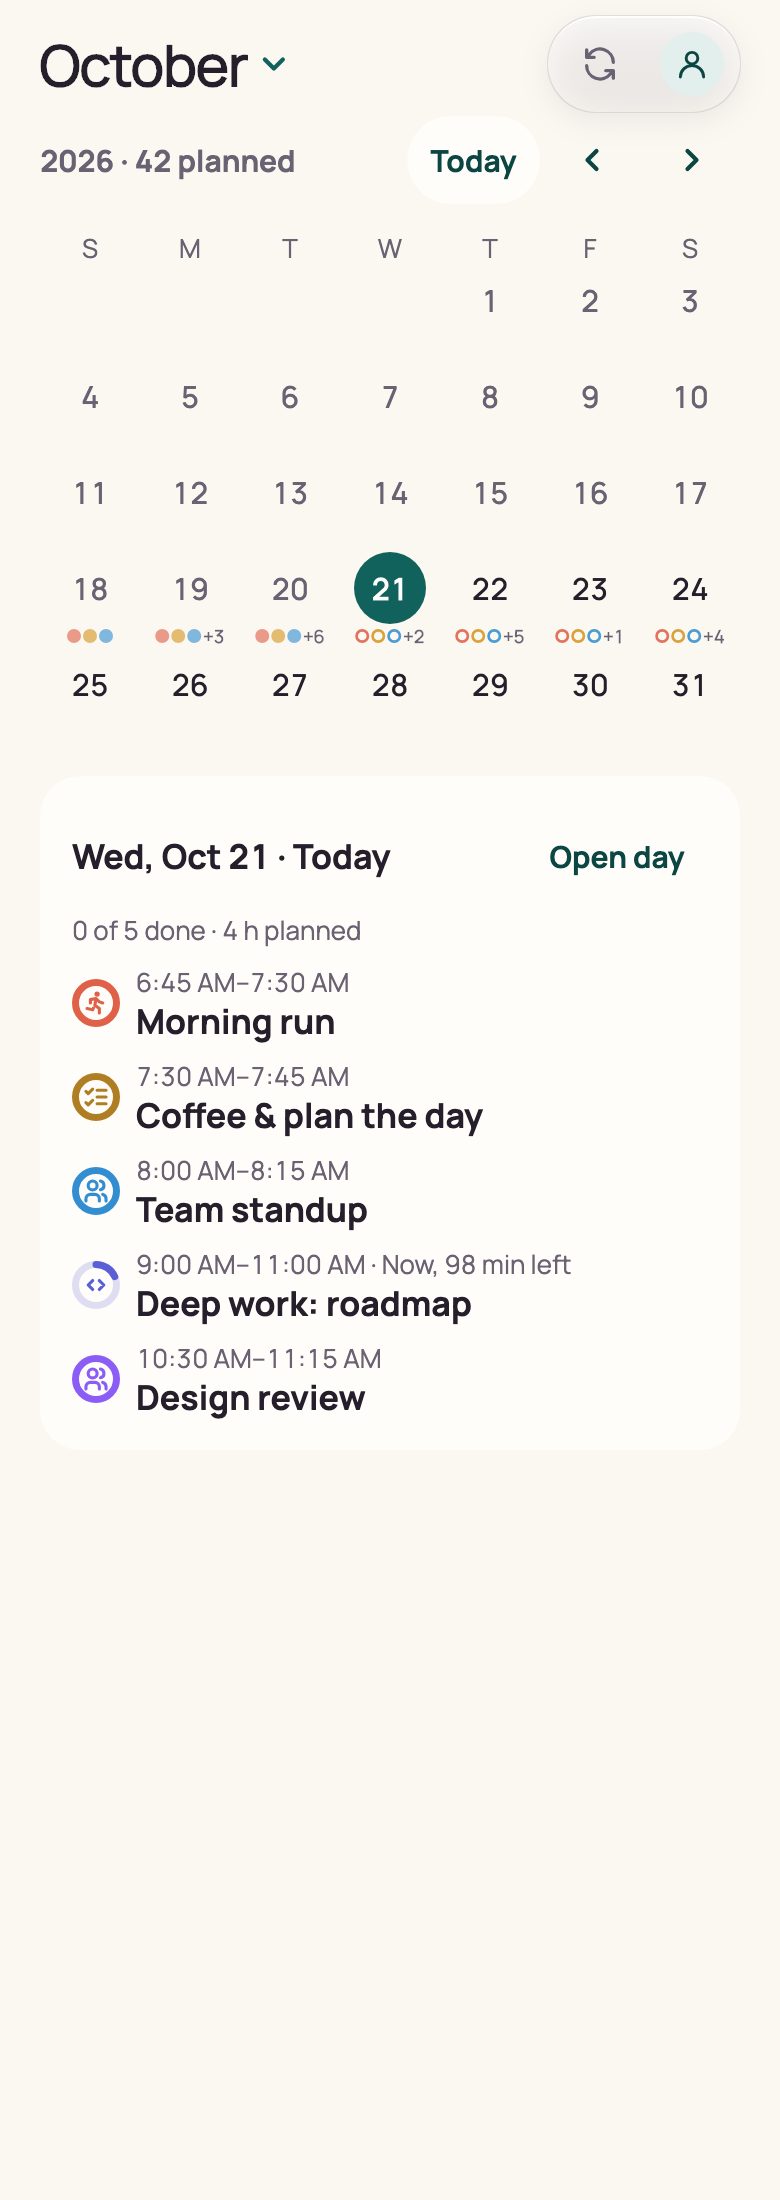 October
2026 · 42 planned Today
S M T W T F S
1 2 3
4 5 6 7 8 9 10
11 12 13 14 15 16 17
18 19 20 21 22 23 24
+3 +6 +2 +5 +1 +4
25 26 27 28 29 30 31
Wed, Oct 21 · Today Open day
0 of 5 done · 4 h planned
6:45 AM–7:30 AM
Morning run
7:30 AM–7:45 AM
Coffee & plan the day
8:00 AM–8:15 AM
Team standup
9:00 AM–11:00 AM · Now, 98 min left
Deep work: roadmap
10:30 AM–11:15 AM
Design review